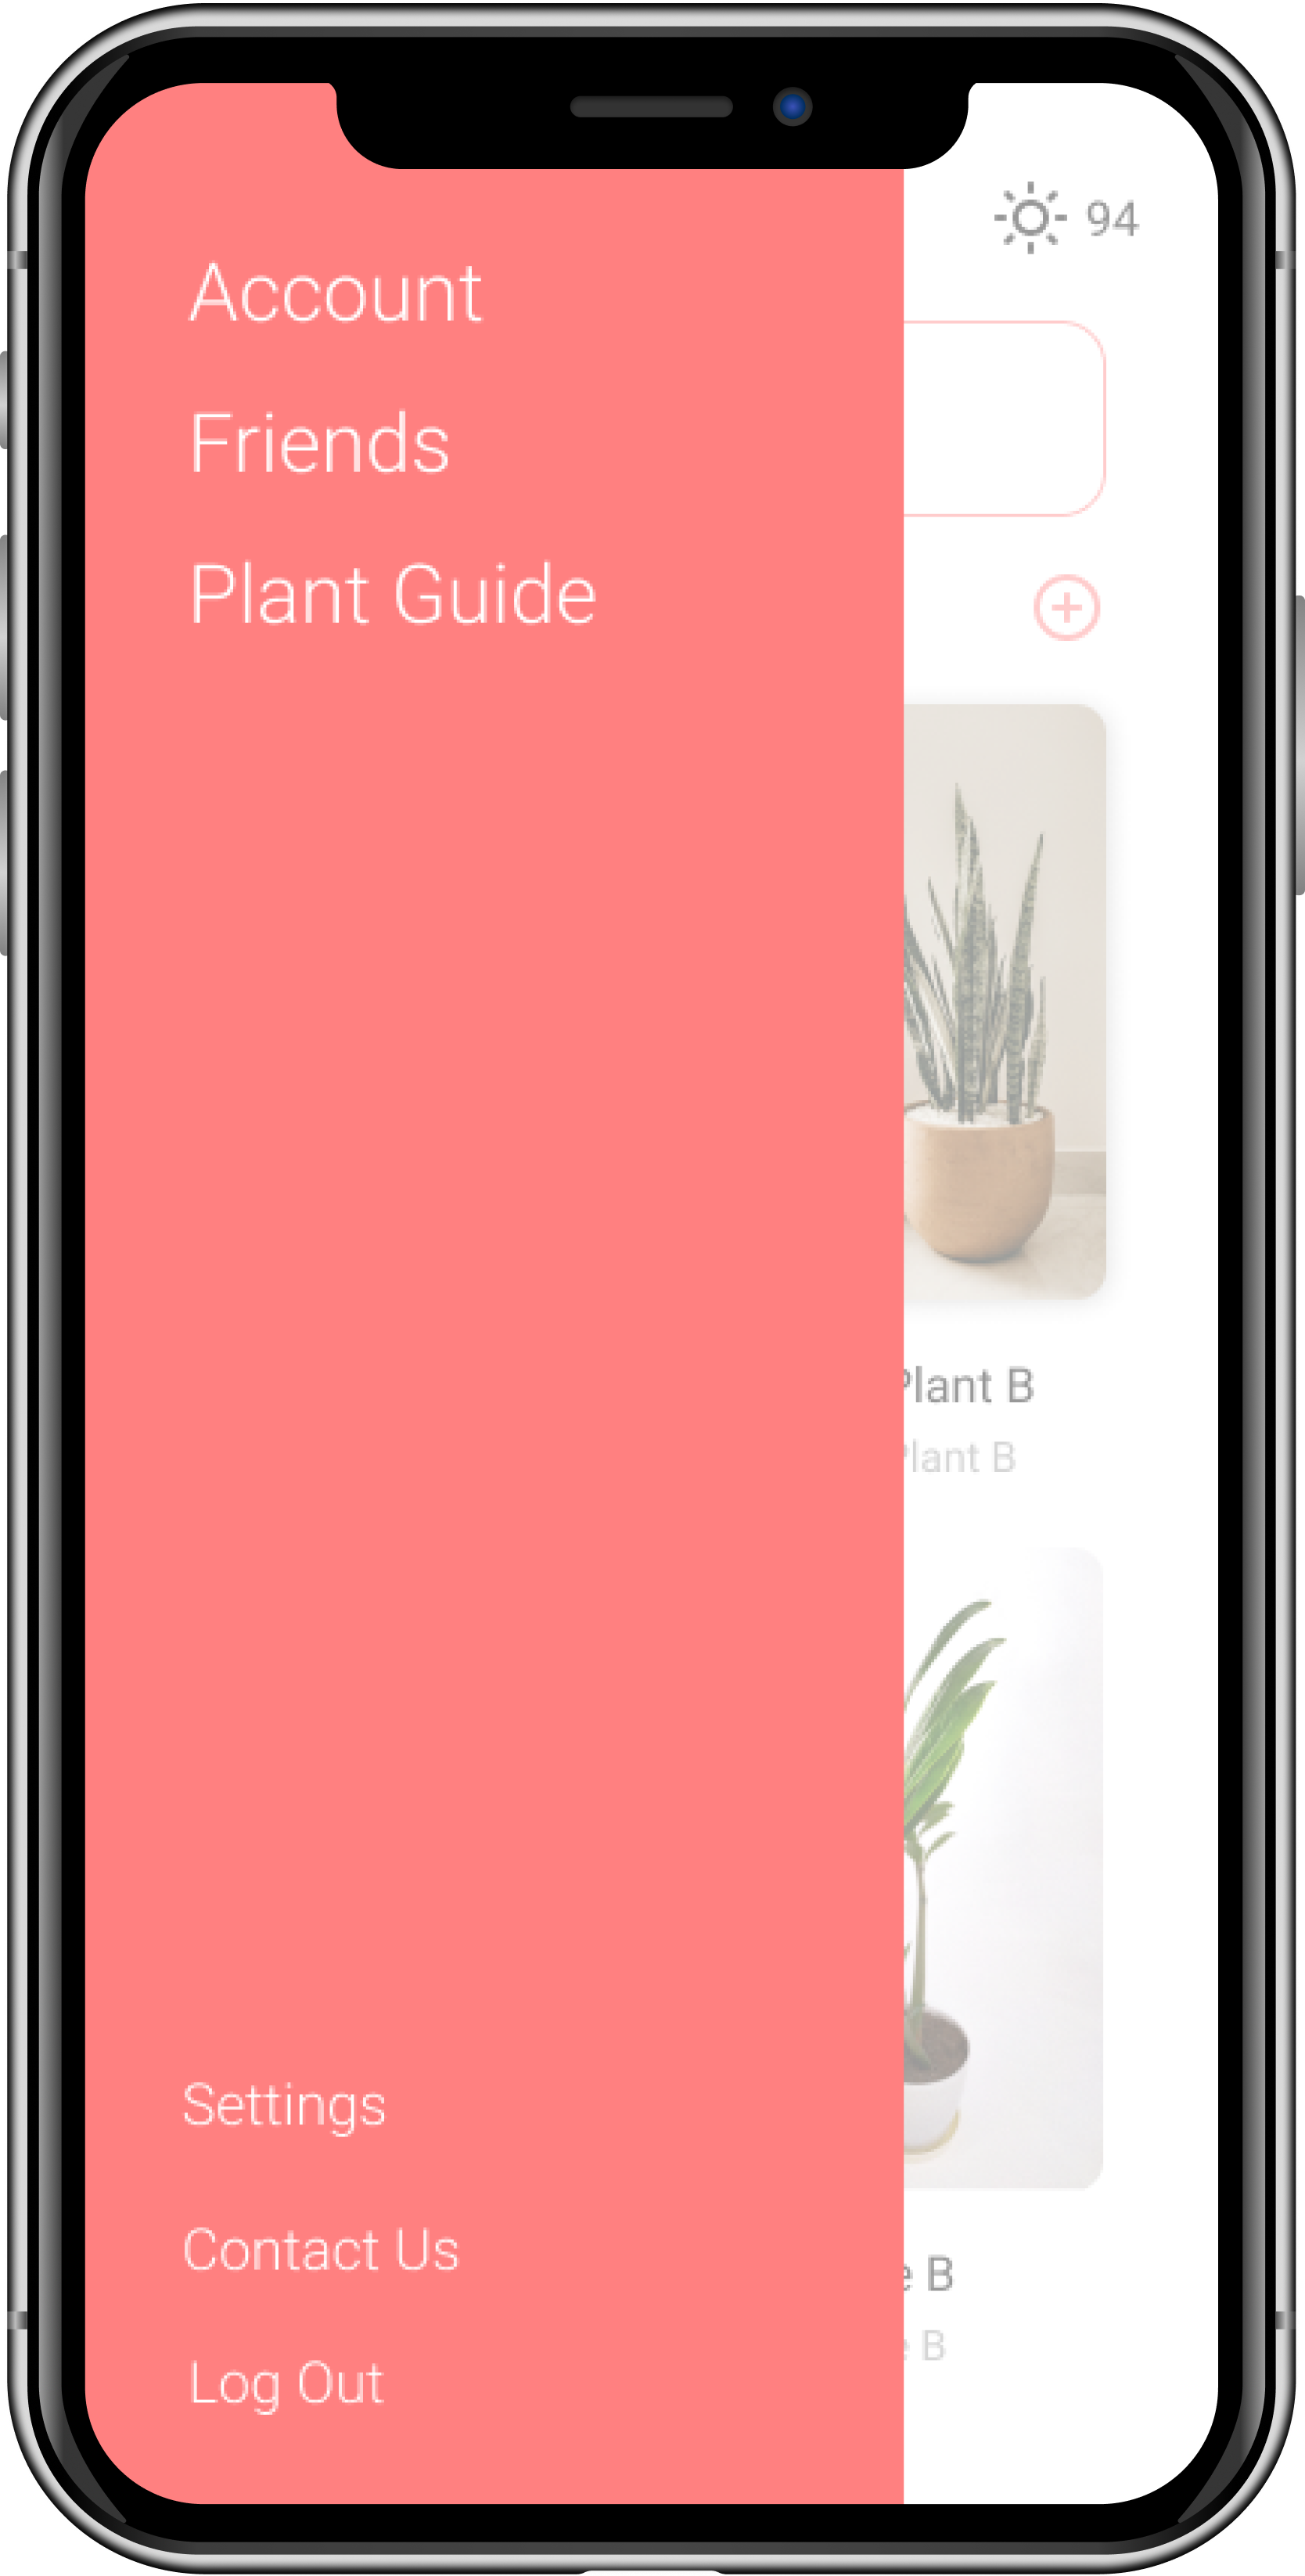 94
Account
Friends
Plant Guide
Plant B
Plant B
B
B
Settings
Contact Us
Log Out